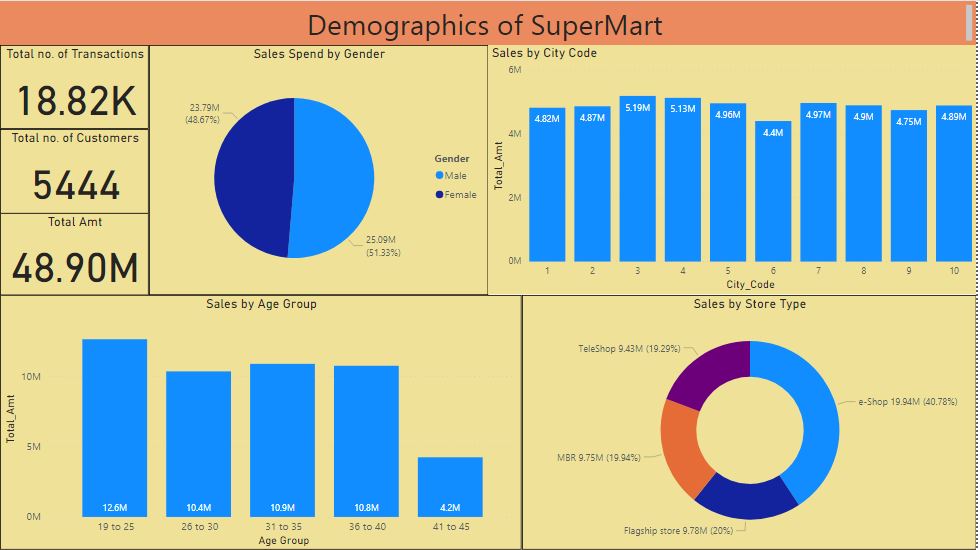 Demographics of SuperMart
Total no. of Transactions
18.82K
Total no. of Customers
5444
Total Amt
48.90M
Sales Spend by Gender
23.79M
(48.67%)
25.09M
(51.33%)
Gender
Male
Female
Sales by City Code
Total_Amt
6M
4M
2M
0M
4.82M
4.87M
5.19M
5.13M
4.96M
4.4M
4.97M
4.9M
4.75M
4.89M
1
2
3
4
5
6
7
8
9
10
City_Code
Sales by Age Group
Total_Amt
10M
5M
0M
12.6M
10.4M
10.9M
10.8M
4.2M
19 to 25
26 to 30
31 to 35
36 to 40
41 to 45
Age Group
Sales by Store Type
TeleShop 9.43M (19.29%)
e-Shop 19.94M (40.78%)
MBR 9.75M (19.94%)
Flagship store 9.78M (20%)